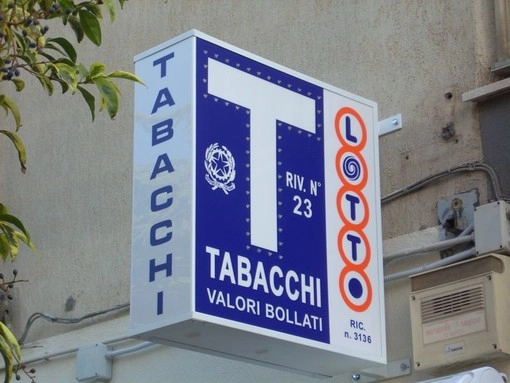 TABACCHI
T
RIV. N°
23
TABACCHI
VALORI BOLLATI
LOTTO
RIC.
n. 3136